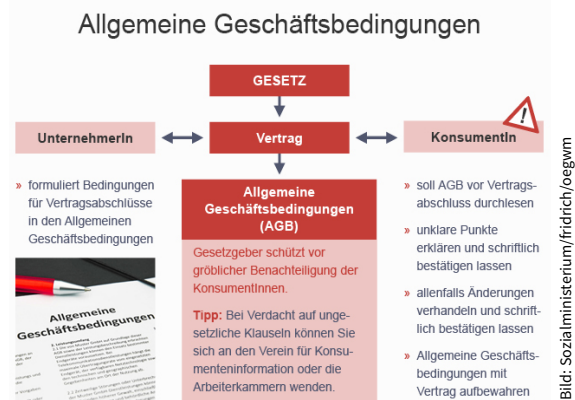 Allgemeine Geschäftsbedingungen
GESETZ
UnternehmerIn
Vertrag
KonsumentIn
!
» formuliert Bedingungen
für Vertragsabschlüsse
in den Allgemeinen
Geschäftsbedingungen
Allgemeine
Geschäftsbedingungen
Allgemeine
Geschäftsbedingungen
(AGB)
Gesetzgeber schützt vor
gröblicher Benachteiligung der
KonsumentInnen.
Tipp: Bei Verdacht auf unge-
setzliche Klauseln können Sie
sich an den Verein für Konsu-
menteninformation oder die
Arbeiterkammern wenden.
» soll AGB vor Vertrags-
abschluss durchlesen
» unklare Punkte
erklären und schriftlich
bestätigen lassen
» allenfalls Änderungen
verhandeln und schrift-
lich bestätigen lassen
» Allgemeine Geschäfts-
bedingungen mit
Vertrag aufbewahren
Bild: Sozialministerium/fridrich/oegwm